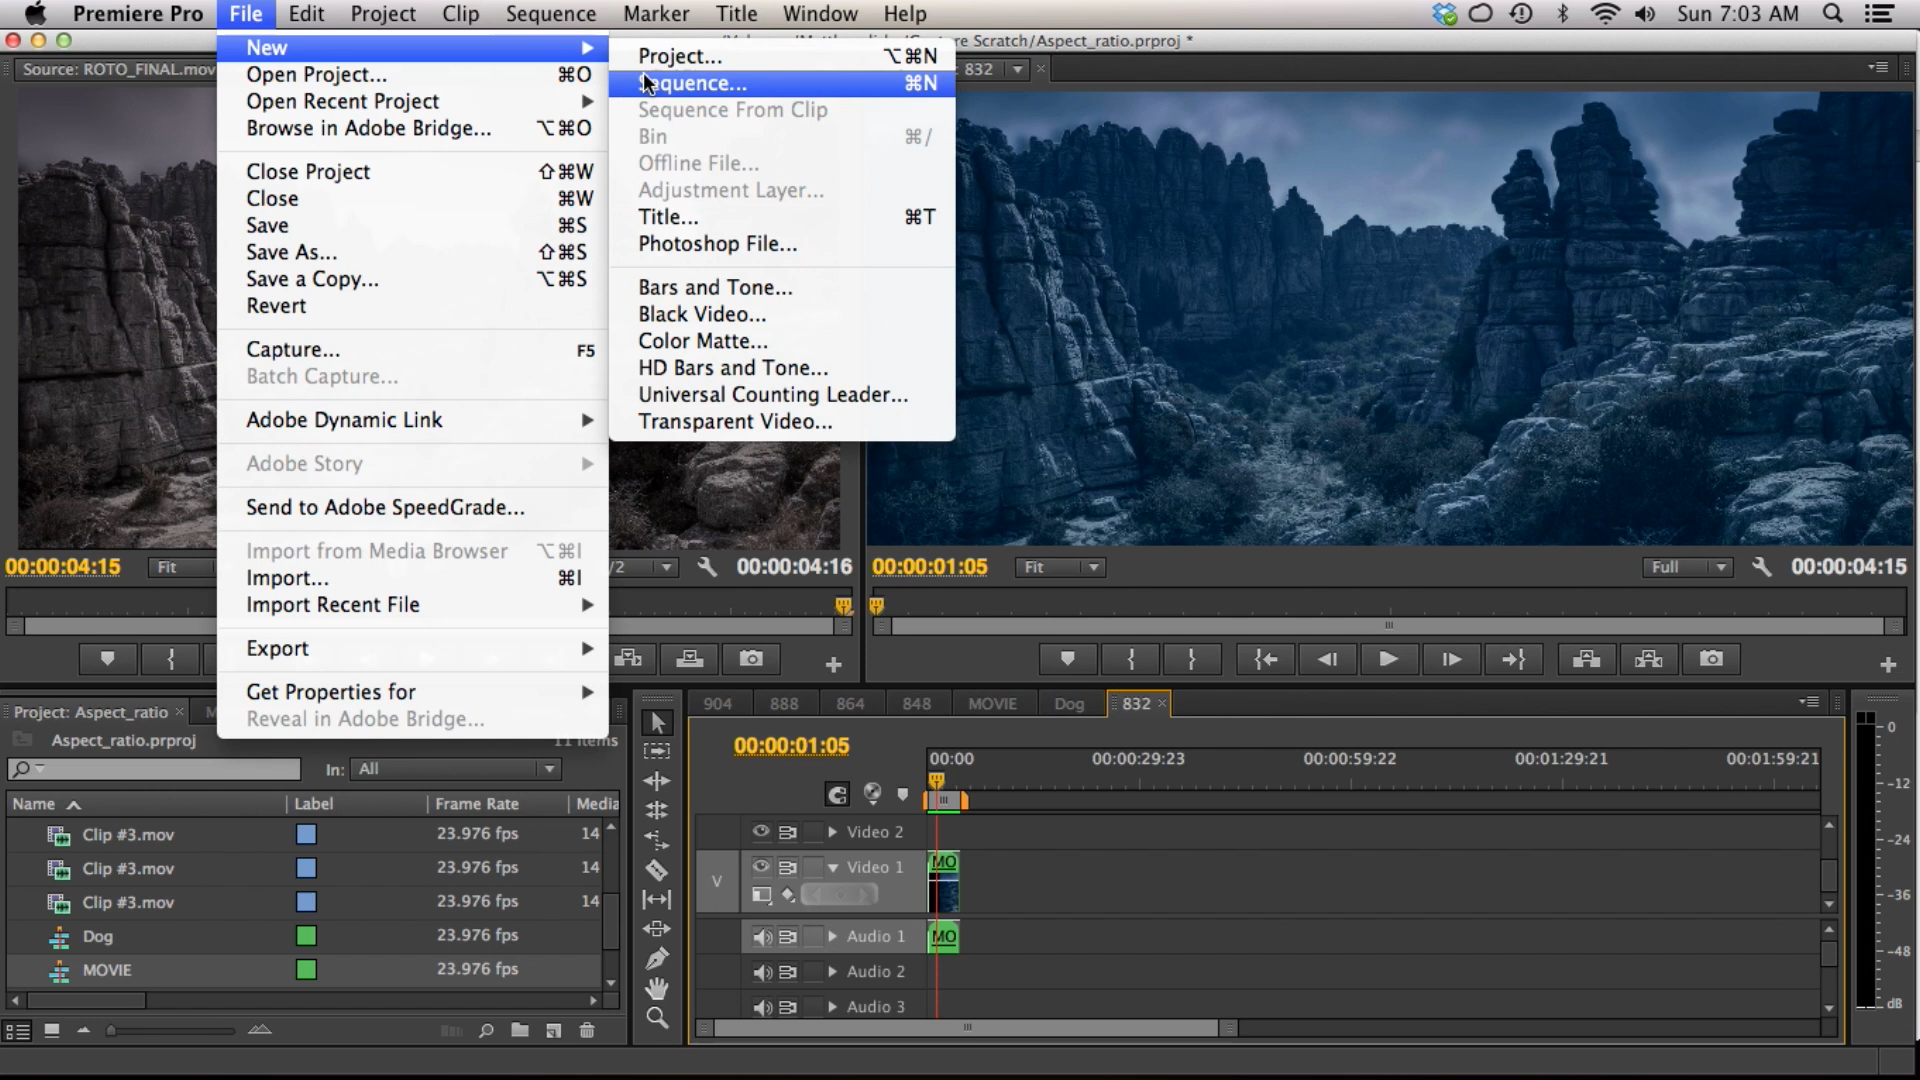 Premiere Pro File Edit Project Clip Sequence Marker Title Window Help Sun 7:03 AM
Scratch/Aspect_ratio.prproj *
Source: ROTO_FINAL.mov
832
New
Open Project... ⌘O
Open Recent Project
Browse in Adobe Bridge... ⌥⌘O
Close Project ⇧⌘W
Close ⌘W
Save ⌘S
Save As... ⇧⌘S
Save a Copy... ⌥⌘S
Revert
Capture... F5
Batch Capture...
Adobe Dynamic Link
Adobe Story
Send to Adobe SpeedGrade...
Import from Media Browser ⌥⌘I
Import... ⌘I
Import Recent File
Export
Get Properties for
Reveal in Adobe Bridge...
Project... ⌥⌘N
Sequence... ⌘N
Sequence From Clip
Bin ⌘/
Offline File...
Adjustment Layer...
Title... ⌘T
Photoshop File...
Bars and Tone...
Black Video...
Color Matte...
HD Bars and Tone...
Universal Counting Leader...
Transparent Video...
00:00:04:15 Fit /2 00:00:04:16
00:00:01:05 Fit Full 00:00:04:15
Project: Aspect_ratio × M
Aspect_ratio.prproj 11 items
In: All
Name Label Frame Rate Media
Clip #3.mov 23.976 fps 14
Clip #3.mov 23.976 fps 14
Clip #3.mov 23.976 fps 14
Dog 23.976 fps
MOVIE 23.976 fps
904 888 864 848 MOVIE Dog 832 ×
00:00:01:05
00:00 00:00:29:23 00:00:59:22 00:01:29:21 00:01:59:21
Video 2
V Video 1 MO
Audio 1 MO
Audio 2
Audio 3
0
-12
-24
-36
-48
dB